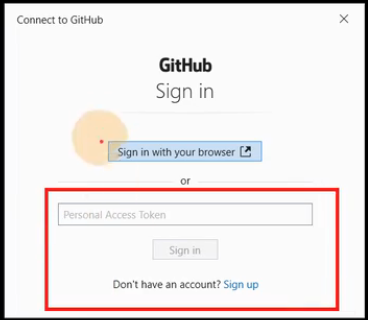 Connect to GitHub
GitHub
Sign in
Sign in with your browser
or
Personal Access Token
Sign in
Don't have an account? Sign up